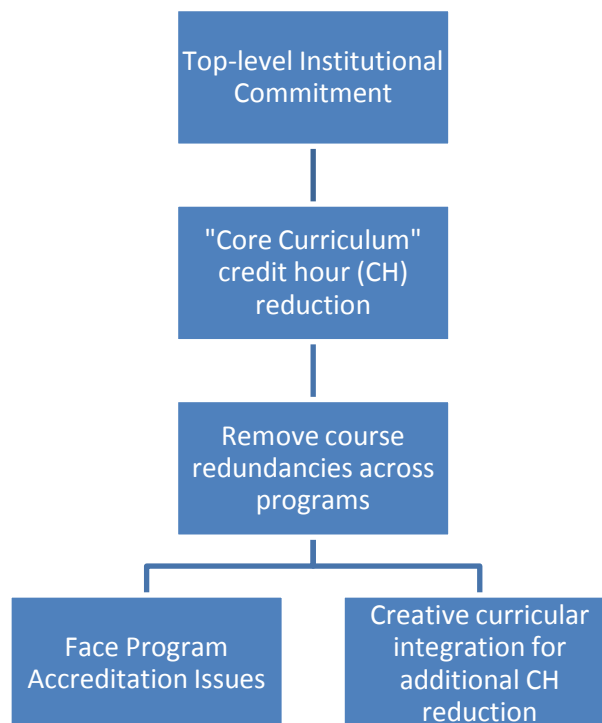 Top-level Institutional
Commitment
"Core Curriculum"
credit hour (CH)
reduction
Remove course
redundancies across
programs
Face Program
Accreditation Issues
Creative curricular
integration for
additional CH
reduction